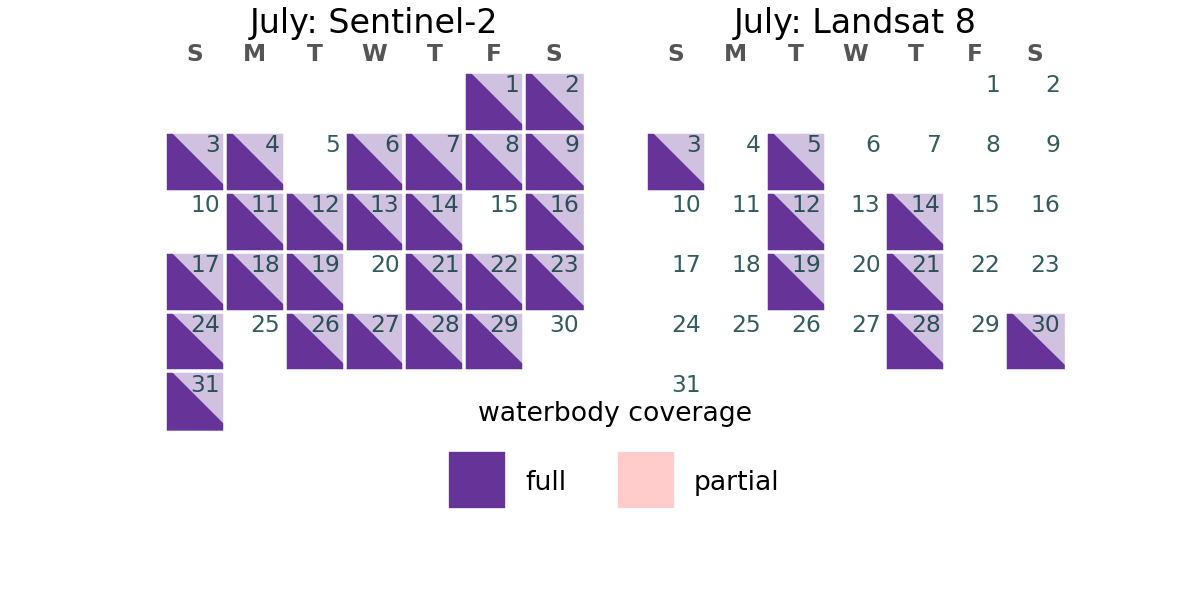 July: Sentinel-2
S M T W T F S
1 2
3 4 5 6 7 8 9
10 11 12 13 14 15 16
17 18 19 20 21 22 23
24 25 26 27 28 29 30
31
July: Landsat 8
S M T W T F S
1 2
3 4 5 6 7 8 9
10 11 12 13 14 15 16
17 18 19 20 21 22 23
24 25 26 27 28 29 30
31
waterbody coverage
full partial